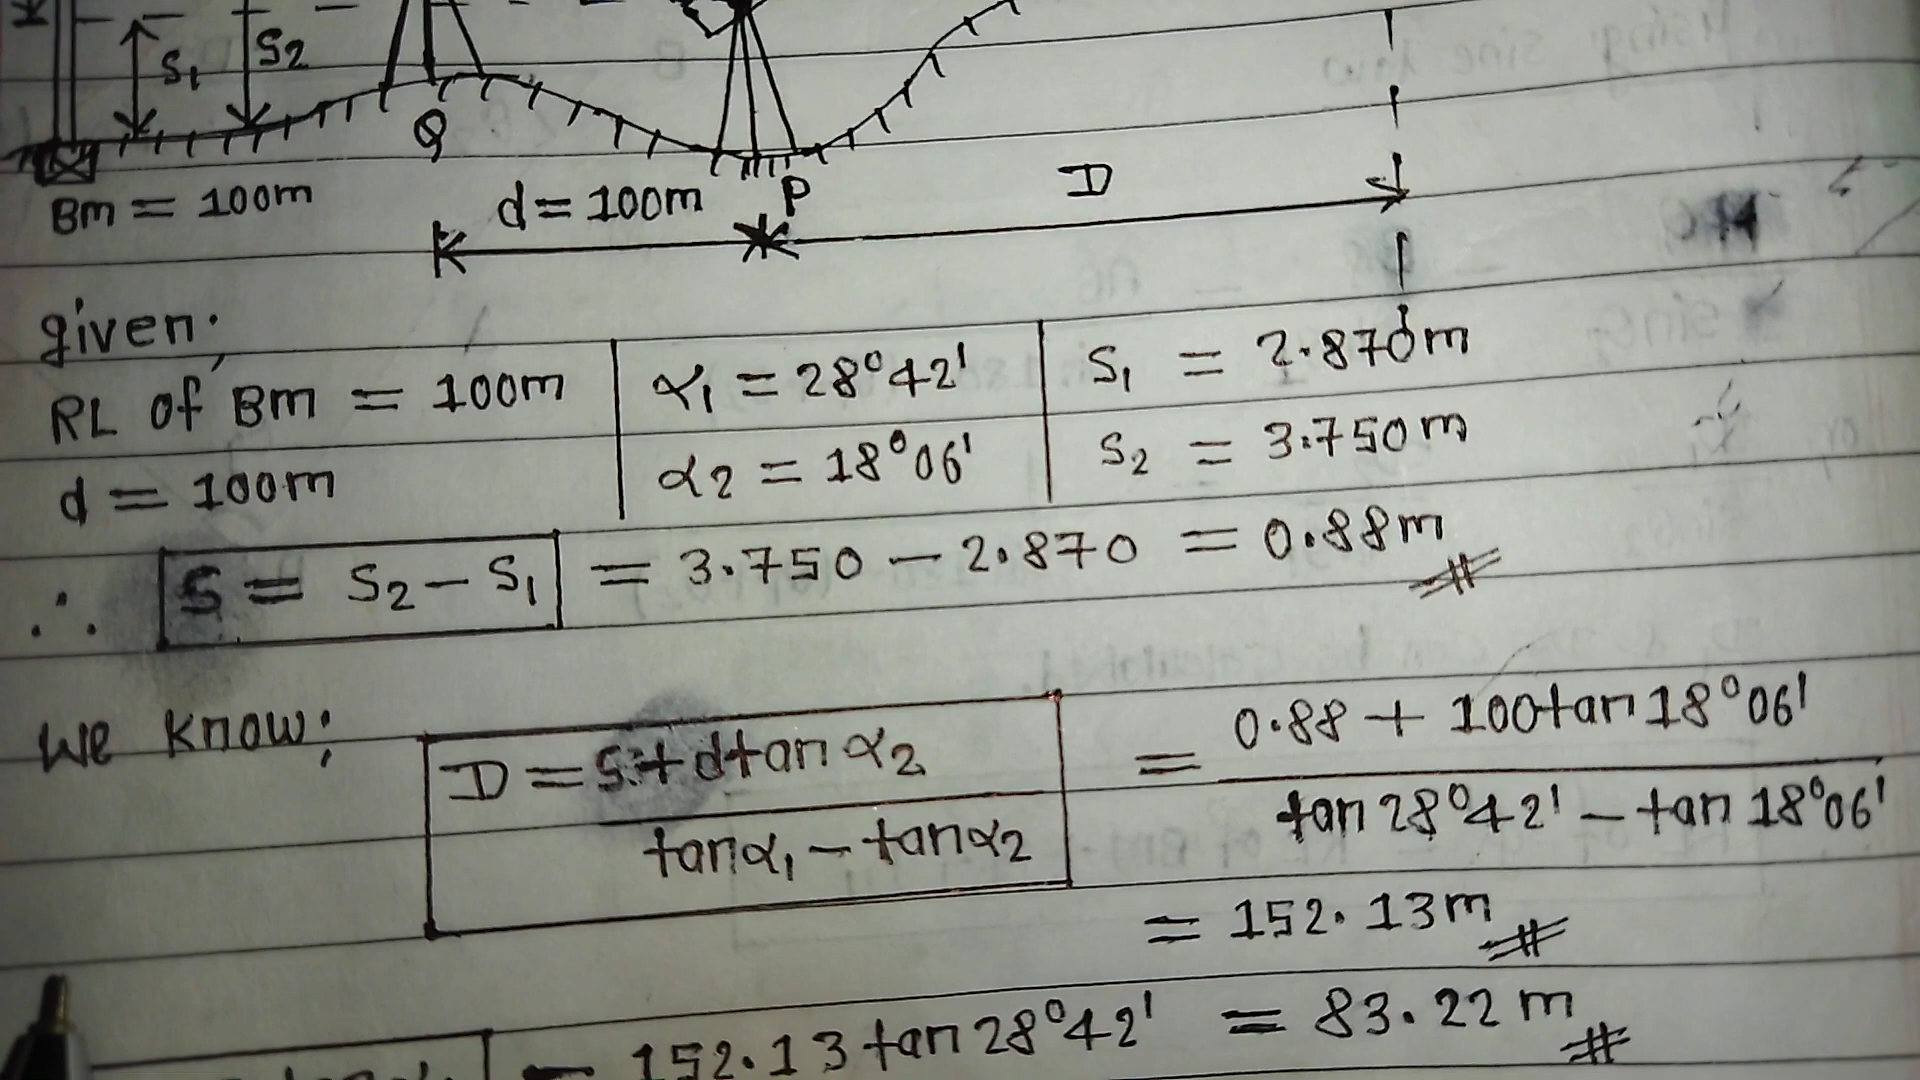 S₁ S₂
Q
P
BM = 100m
d = 100m
D
given;
RL of BM = 100m
α₁ = 28°42'
S₁ = 2.870m
d = 100m
α₂ = 18°06'
S₂ = 3.750m
∴ S = S₂ - S₁ = 3.750 - 2.870 = 0.88m
We know;
D = S + d tan α₂ / tan α₁ - tan α₂ = 0.88 + 100 tan 18°06' / tan 28°42' - tan 18°06'
= 152.13m
152.13 tan 28°42' = 83.22m